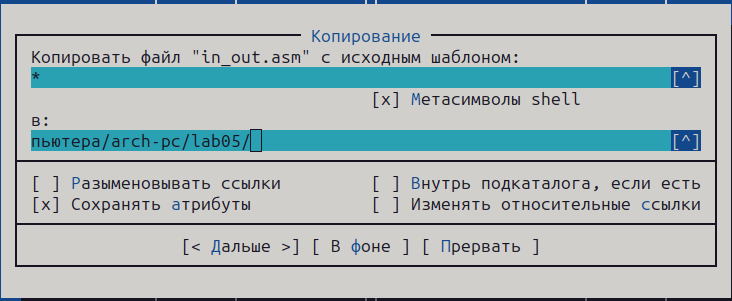 Копирование
Копировать файл "in_out.asm" с исходным шаблоном:
* [^]
[x] Метасимволы shell
в:
пьютера/arch-pc/lab05/ [^]
[ ] Разыменовывать ссылки [ ] Внутрь подкаталога, если есть
[x] Сохранять атрибуты [ ] Изменять относительные ссылки
[< Дальше >] [ В фоне ] [ Прервать ]